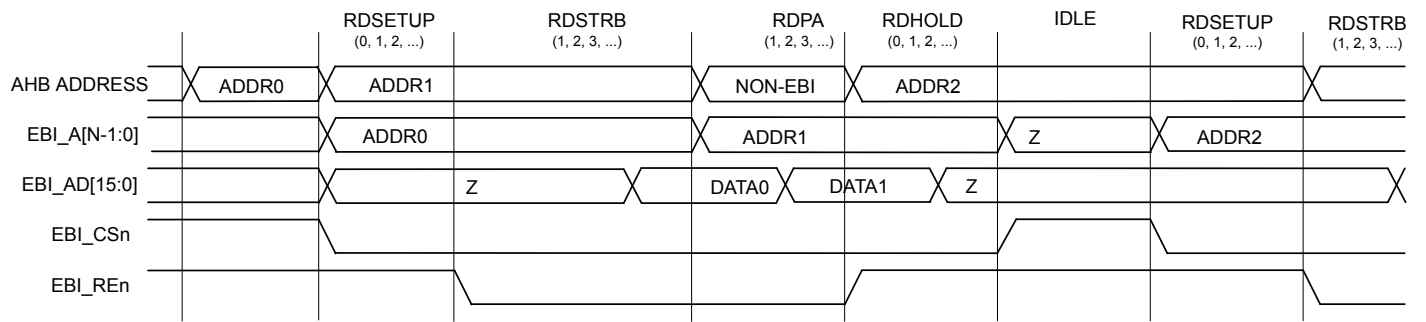 RDSETUP RDSTRB RDPA RDHOLD IDLE RDSETUP RDSTRB
(0, 1, 2, ...) (1, 2, 3, ...) (1, 2, 3, ...) (0, 1, 2, ...) (0, 1, 2, ...) (1, 2, 3, ...)
AHB ADDRESS ADDR0 ADDR1 NON-EBI ADDR2
EBI_A[N-1:0] ADDR0 ADDR1 Z ADDR2
EBI_AD[15:0] Z DATA0 DATA1 Z
EBI_CSn
EBI_REn